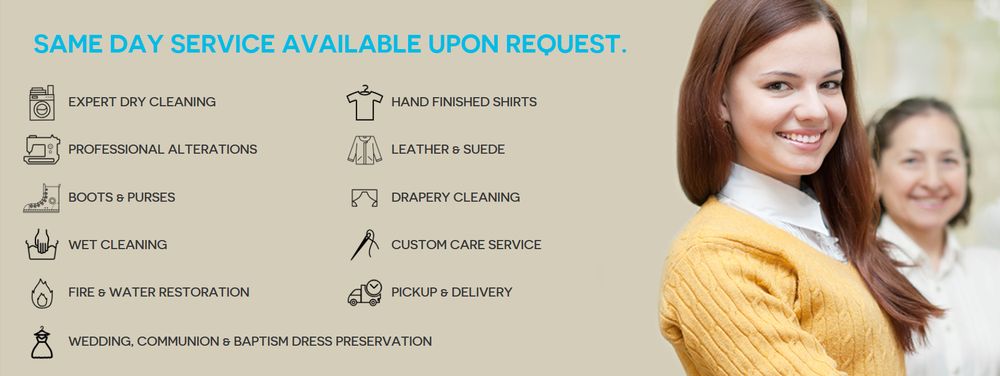 SAME DAY SERVICE AVAILABLE UPON REQUEST.
EXPERT DRY CLEANING
HAND FINISHED SHIRTS
PROFESSIONAL ALTERATIONS
LEATHER & SUEDE
BOOTS & PURSES
DRAPERY CLEANING
WET CLEANING
CUSTOM CARE SERVICE
FIRE & WATER RESTORATION
PICKUP & DELIVERY
WEDDING, COMMUNION & BAPTISM DRESS PRESERVATION